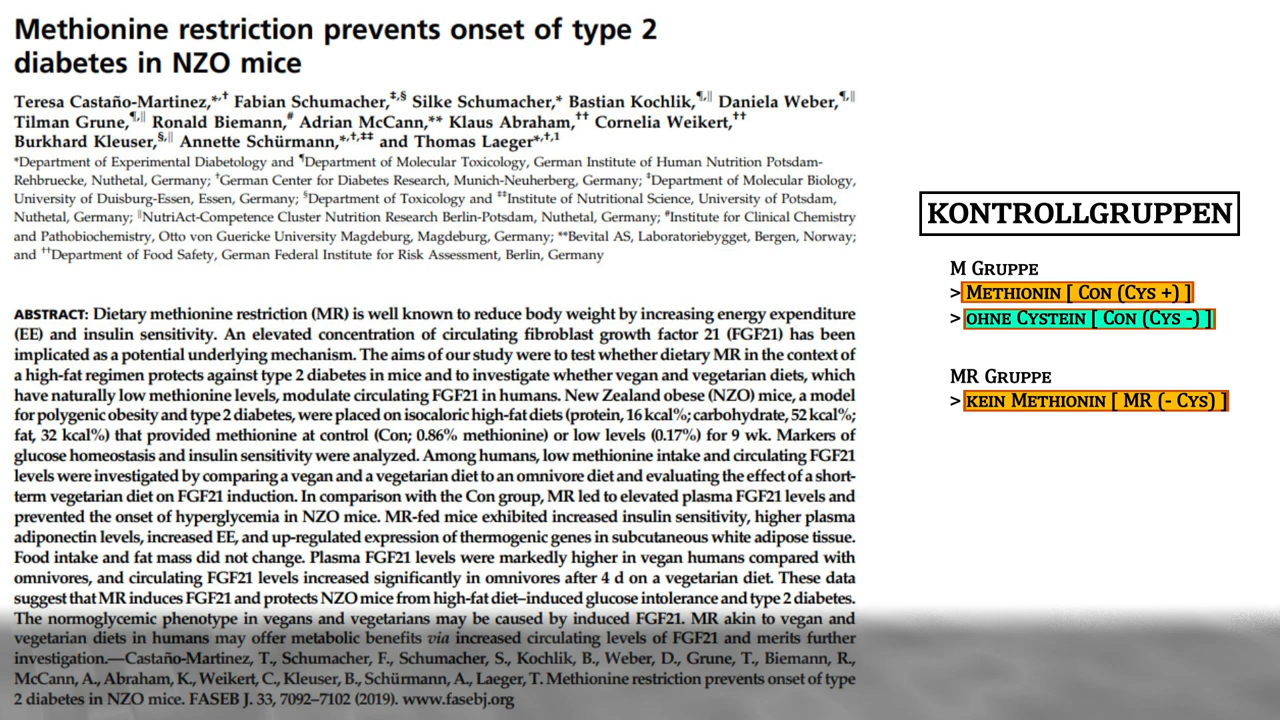 Methionine restriction prevents onset of type 2
diabetes in NZO mice
Teresa Castaño-Martinez,*,† Fabian Schumacher,‡,§ Silke Schumacher,* Bastian Kochlik,¶,‖ Daniela Weber,¶,‖
Tilman Grune,¶,‖ Ronald Biemann,# Adrian McCann,** Klaus Abraham,†† Cornelia Weikert,††
Burkhard Kleuser,§,‖ Annette Schürmann,*,†,‡‡ and Thomas Laeger*,†,1
*Department of Experimental Diabetology and ¶Department of Molecular Toxicology, German Institute of Human Nutrition Potsdam-
Rehbruecke, Nuthetal, Germany; †German Center for Diabetes Research, Munich-Neuherberg, Germany; ‡Department of Molecular Biology,
University of Duisburg-Essen, Essen, Germany; §Department of Toxicology and ‡‡Institute of Nutritional Science, University of Potsdam,
Nuthetal, Germany; ‖NutriAct-Competence Cluster Nutrition Research Berlin-Potsdam, Nuthetal, Germany; #Institute for Clinical Chemistry
and Pathobiochemistry, Otto von Guericke University Magdeburg, Magdeburg, Germany; **Bevital AS, Laboratoriebygget, Bergen, Norway;
and ††Department of Food Safety, German Federal Institute for Risk Assessment, Berlin, Germany
ABSTRACT: Dietary methionine restriction (MR) is well known to reduce body weight by increasing energy expenditure
(EE) and insulin sensitivity. An elevated concentration of circulating fibroblast growth factor 21 (FGF21) has been
implicated as a potential underlying mechanism. The aims of our study were to test whether dietary MR in the context of
a high-fat regimen protects against type 2 diabetes in mice and to investigate whether vegan and vegetarian diets, which
have naturally low methionine levels, modulate circulating FGF21 in humans. New Zealand obese (NZO) mice, a model
for polygenic obesity and type 2 diabetes, were placed on isocaloric high-fat diets (protein, 16 kcal%; carbohydrate, 52 kcal%;
fat, 32 kcal%) that provided methionine at control (Con; 0.86% methionine) or low levels (0.17%) for 9 wk. Markers of
glucose homeostasis and insulin sensitivity were analyzed. Among humans, low methionine intake and circulating FGF21
levels were investigated by comparing a vegan and a vegetarian diet to an omnivore diet and evaluating the effect of a short-
term vegetarian diet on FGF21 induction. In comparison with the Con group, MR led to elevated plasma FGF21 levels and
prevented the onset of hyperglycemia in NZO mice. MR-fed mice exhibited increased insulin sensitivity, higher plasma
adiponectin levels, increased EE, and up-regulated expression of thermogenic genes in subcutaneous white adipose tissue.
Food intake and fat mass did not change. Plasma FGF21 levels were markedly higher in vegan humans compared with
omnivores, and circulating FGF21 levels increased significantly in omnivores after 4 d on a vegetarian diet. These data
suggest that MR induces FGF21 and protects NZO mice from high-fat diet–induced glucose intolerance and type 2 diabetes.
The normoglycemic phenotype in vegans and vegetarians may be caused by induced FGF21. MR akin to vegan and
vegetarian diets in humans may offer metabolic benefits via increased circulating levels of FGF21 and merits further
investigation.—Castaño-Martinez, T., Schumacher, F., Schumacher, S., Kochlik, B., Weber, D., Grune, T., Biemann, R.,
McCann, A., Abraham, K., Weikert, C., Kleuser, B., Schürmann, A., Laeger, T. Methionine restriction prevents onset of type
2 diabetes in NZO mice. FASEB J. 33, 7092–7102 (2019). www.fasebj.org
KONTROLLGRUPPEN
M GRUPPE
> METHIONIN [ CON (CYS +) ]
> OHNE CYSTEIN [ CON (CYS -) ]
MR GRUPPE
> KEIN METHIONIN [ MR (- CYS) ]